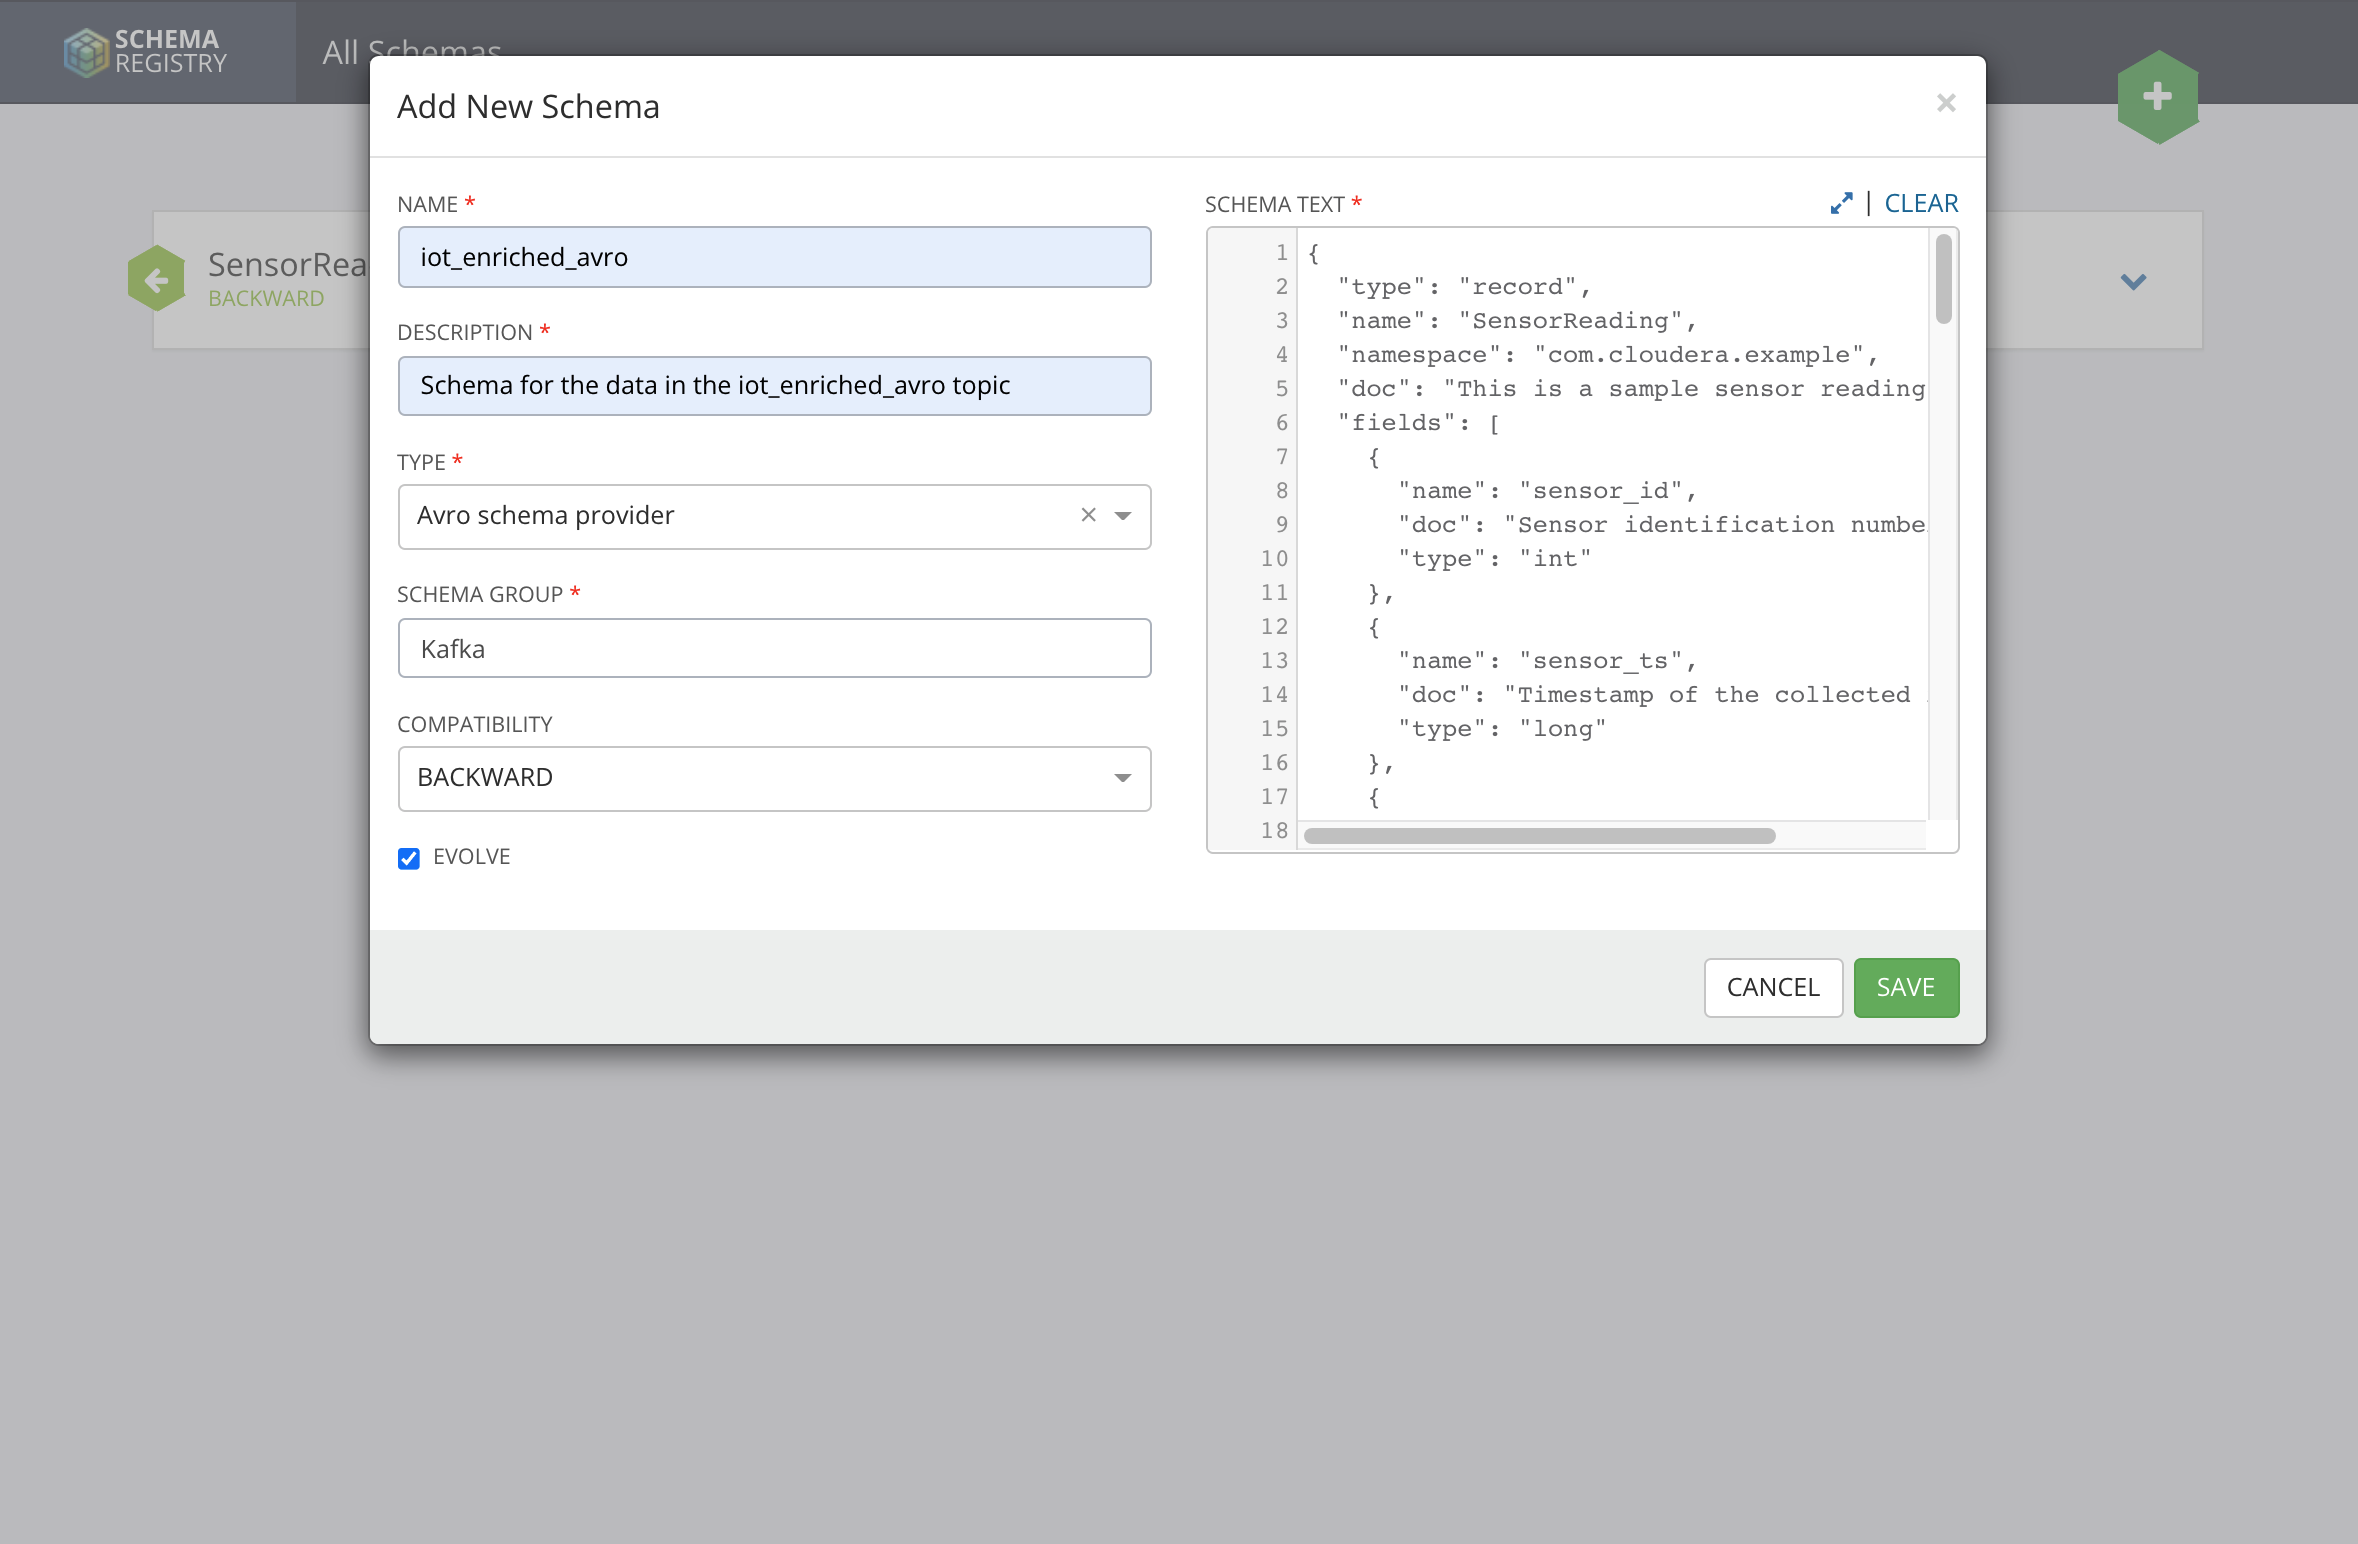 SCHEMA
REGISTRY
All Schemas
SensorRea
BACKWARD
Add New Schema
×
NAME *
iot_enriched_avro
DESCRIPTION *
Schema for the data in the iot_enriched_avro topic
TYPE *
Avro schema provider
SCHEMA GROUP *
Kafka
COMPATIBILITY
BACKWARD
EVOLVE
SCHEMA TEXT *
| CLEAR
1 {
2 "type": "record",
3 "name": "SensorReading",
4 "namespace": "com.cloudera.example",
5 "doc": "This is a sample sensor reading
6 "fields": [
7 {
8 "name": "sensor_id",
9 "doc": "Sensor identification numbe
10 "type": "int"
11 },
12 {
13 "name": "sensor_ts",
14 "doc": "Timestamp of the collected
15 "type": "long"
16 },
17 {
18
CANCEL
SAVE